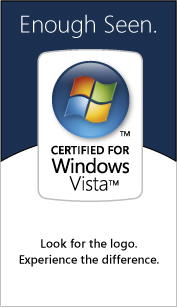 Enough Seen.
TM
CERTIFIED FOR
Windows
Vista™
Look for the logo.
Experience the difference.